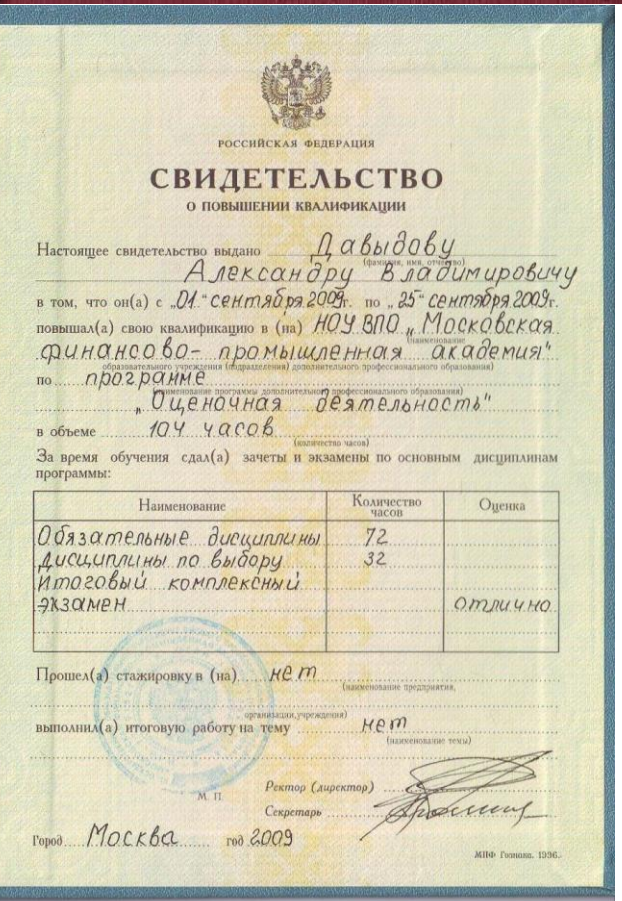 РОССИЙСКАЯ ФЕДЕРАЦИЯ
СВИДЕТЕЛЬСТВО
О ПОВЫШЕНИИ КВАЛИФИКАЦИИ
Настоящее свидетельство выдано Давыдову
(фамилия, имя, отчество)
Александру Владимировичу
в том, что он(а) с „01“ сентября 2009г. по „25“ сентября 2009г.
повышал(а) свою квалификацию в (на) НОУ ВПО „Московская
(наименование
финансово- промышленная академия"
образовательного учреждения (подразделения) дополнительного профессионального образования)
по программе
(наименование программы дополнительного профессионального образования)
„Оценочная деятельность"
в объеме 104 часов
(количество часов)
За время обучения сдал(а) зачеты и экзамены по основным дисциплинам
программы:
Наименование Количество часов Оценка
Обязательные дисциплины 72
Дисциплины по выбору 32
Итоговый комплексный
экзамен отлично
Прошел(а) стажировку в (на) нет
(наименование предприятия,
организации, учреждения)
выполнил(а) итоговую работу на тему нет
(наименование темы)
Ректор (директор)
М. П.
Секретарь
Город Москва год 2009
МПФ Гознака. 1996.